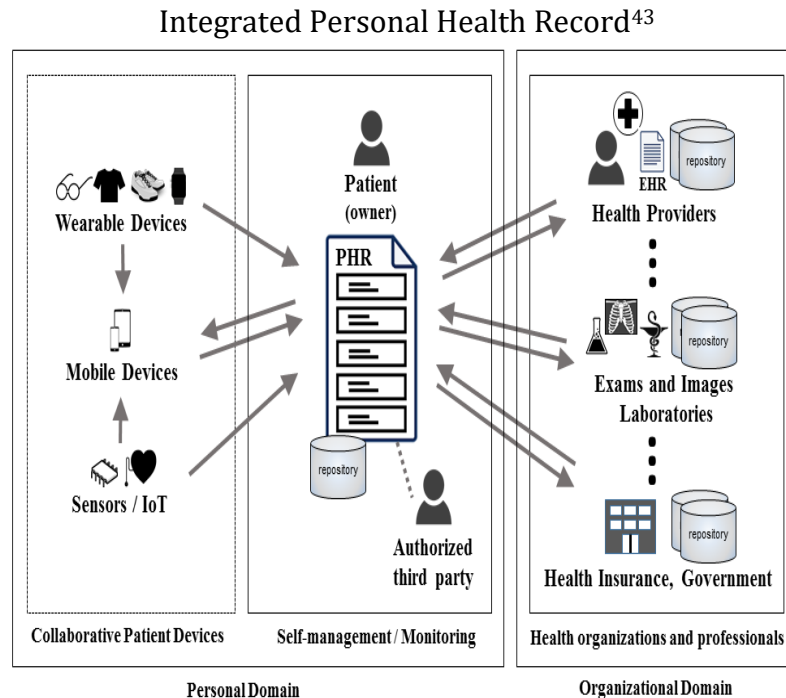 Integrated Personal Health Record⁴³
Wearable Devices
Mobile Devices
Sensors / IoT
Collaborative Patient Devices
Patient
(owner)
PHR
repository
Authorized
third party
Self-management / Monitoring
Personal Domain
EHR
repository
Health Providers
repository
Exams and Images
Laboratories
repository
Health Insurance, Government
Health organizations and professionals
Organizational Domain